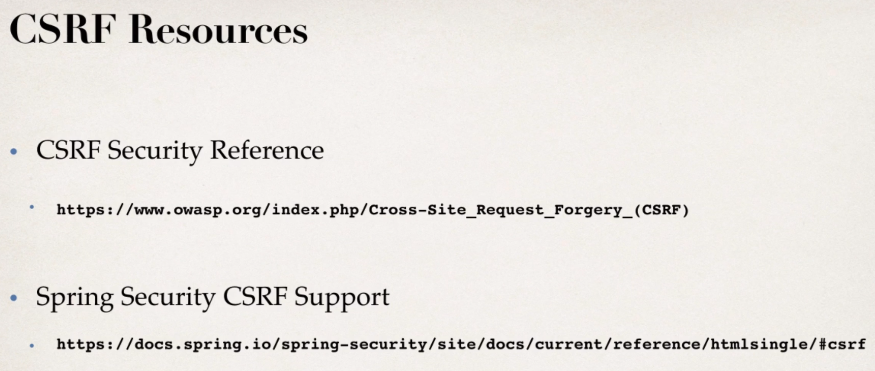 CSRF Resources
• CSRF Security Reference
• https://www.owasp.org/index.php/Cross-Site_Request_Forgery_(CSRF)
• Spring Security CSRF Support
• https://docs.spring.io/spring-security/site/docs/current/reference/htmlsingle/#csrf